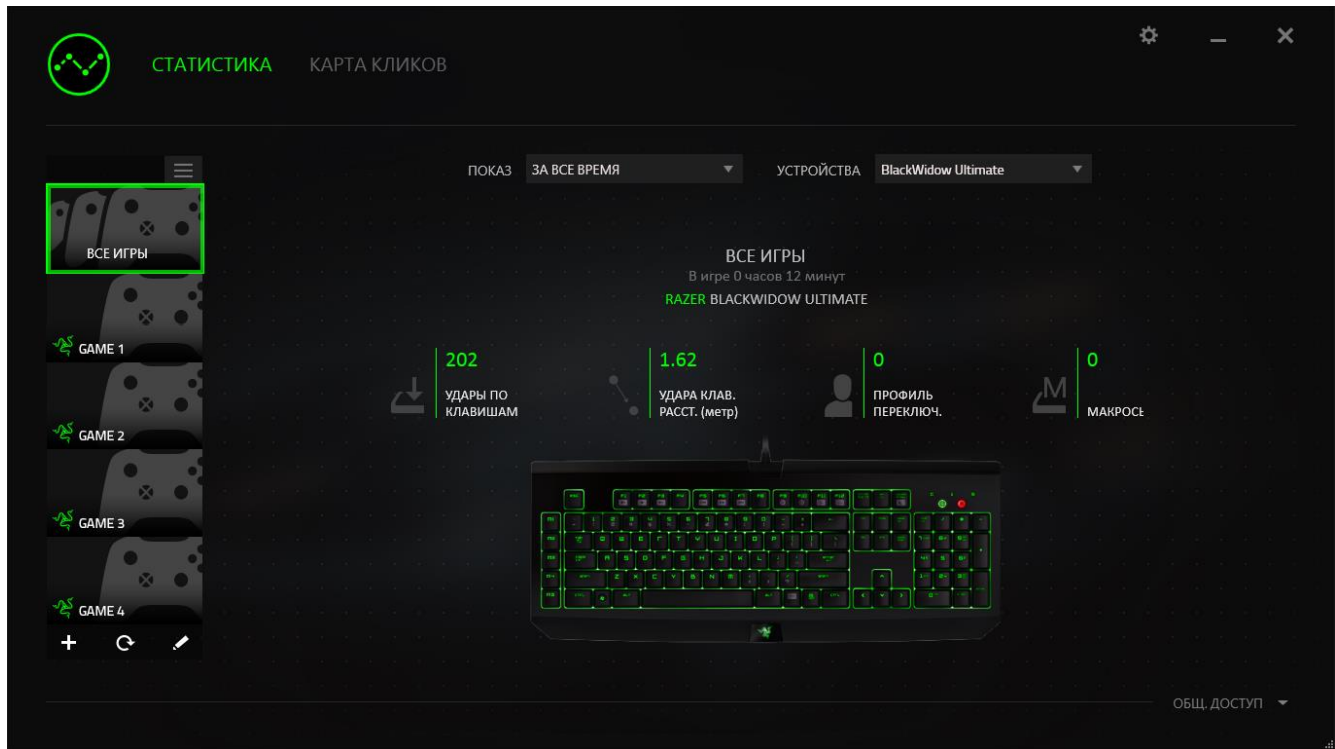 СТАТИСТИКА КАРТА КЛИКОВ
ПОКАЗ ЗА ВСЕ ВРЕМЯ УСТРОЙСТВА BlackWidow Ultimate
ВСЕ ИГРЫ
GAME 1
GAME 2
GAME 3
GAME 4
ВСЕ ИГРЫ
В игре 0 часов 12 минут
RAZER BLACKWIDOW ULTIMATE
202
УДАРЫ ПО
КЛАВИШАМ
1.62
УДАРА КЛАВ.
РАССТ. (метр)
0
ПРОФИЛЬ
ПЕРЕКЛЮЧ.
M
0
МАКРОСЬ
ОБЩ. ДОСТУП